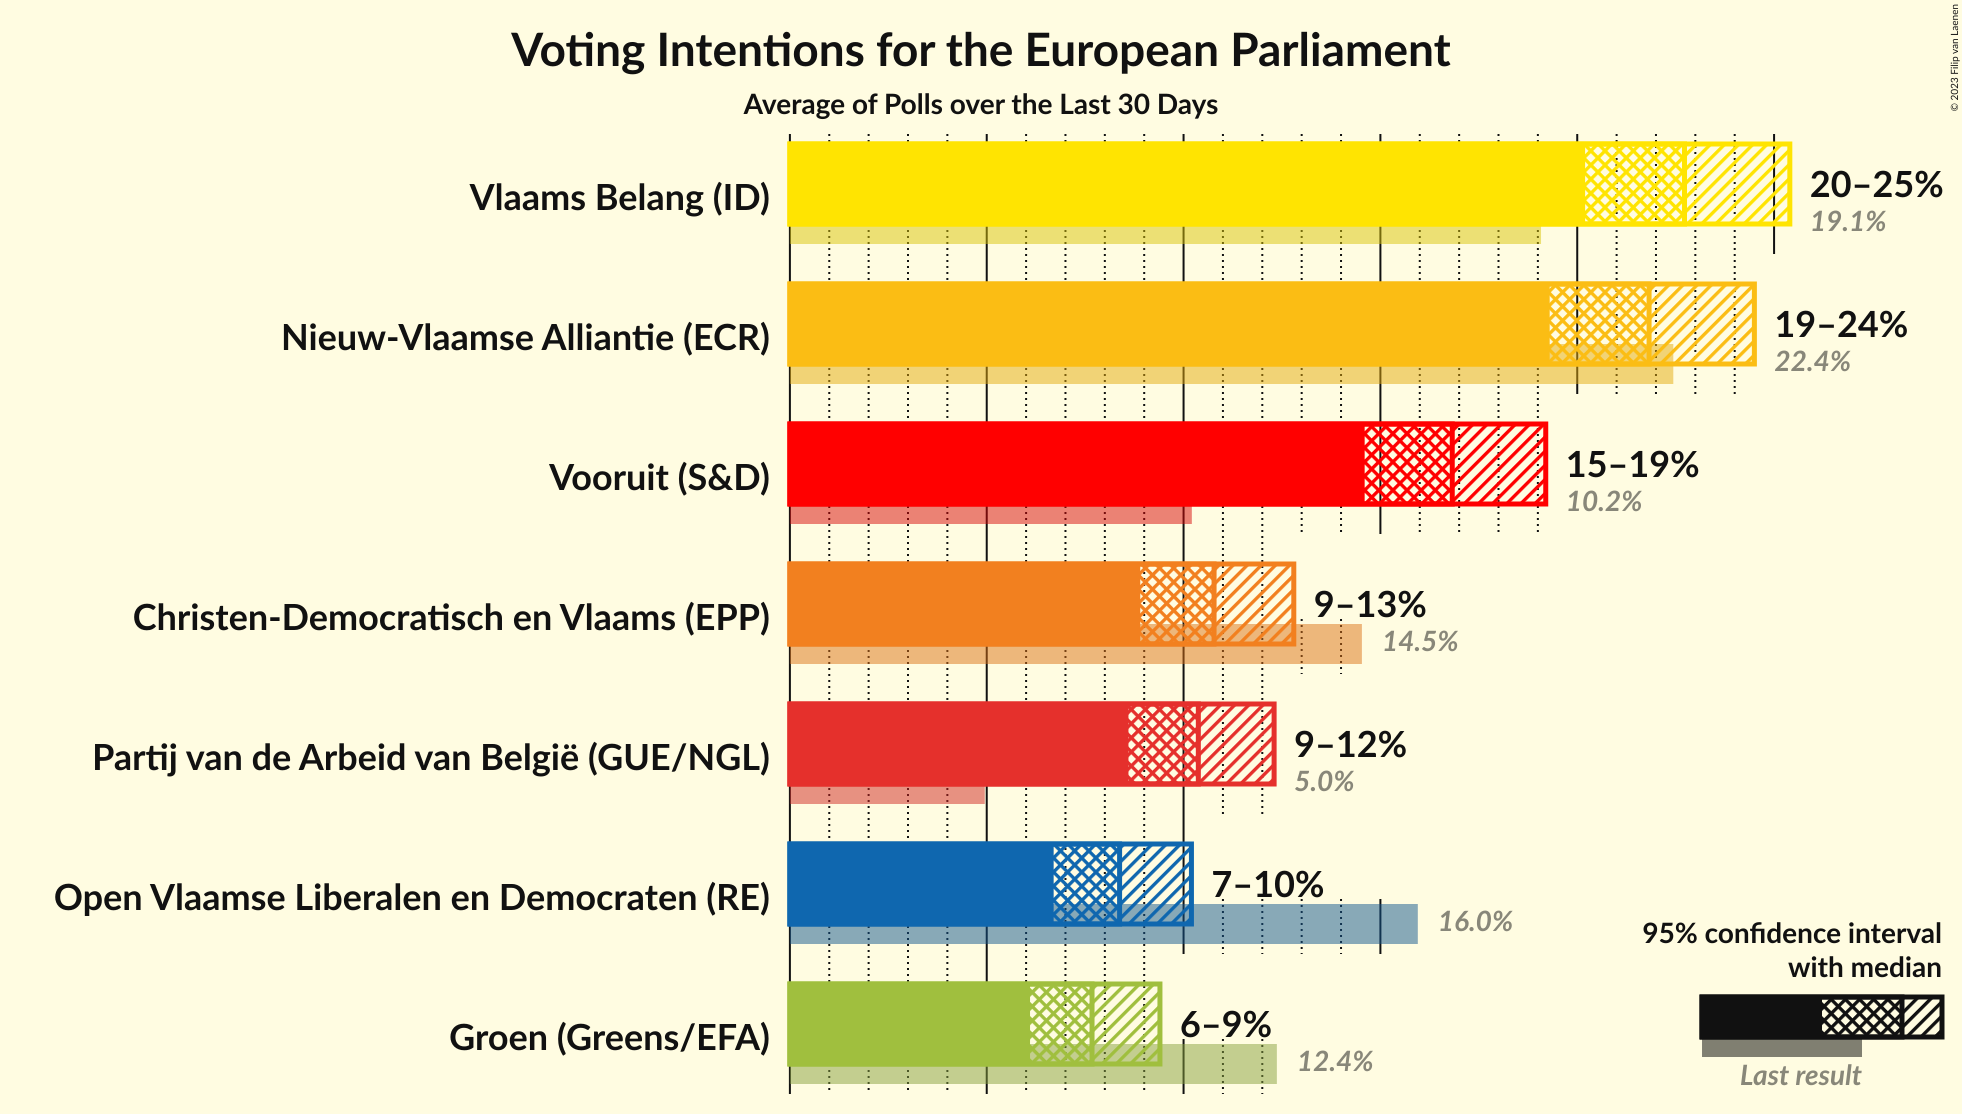 Voting Intentions for the European Parliament
Average of Polls over the Last 30 Days
© 2023 Filip van Laenen
Vlaams Belang (ID)
20–25%
19.1%
Nieuw-Vlaamse Alliantie (ECR)
19–24%
22.4%
Vooruit (S&D)
15–19%
10.2%
Christen-Democratisch en Vlaams (EPP)
9–13%
14.5%
Partij van de Arbeid van België (GUE/NGL)
9–12%
5.0%
Open Vlaamse Liberalen en Democraten (RE)
7–10%
16.0%
Groen (Greens/EFA)
6–9%
12.4%
95% confidence interval
with median
Last result